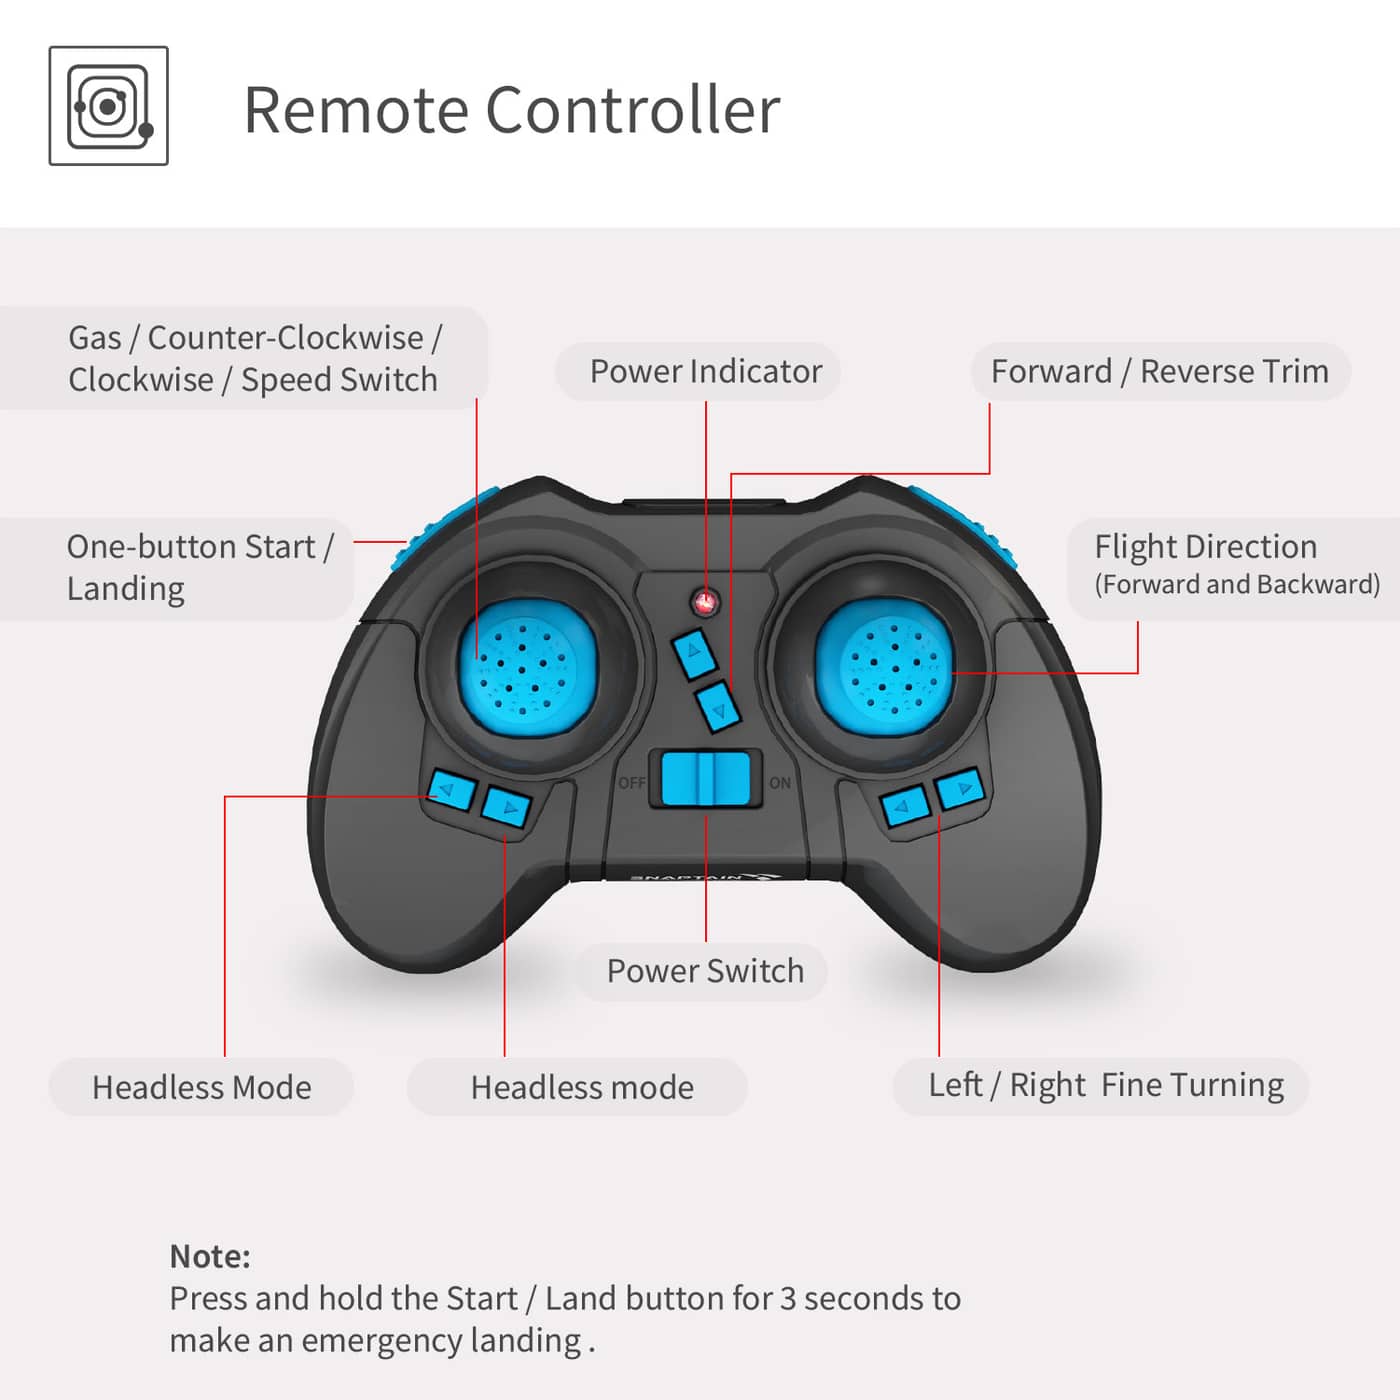 Remote Controller
Gas / Counter-Clockwise /
Clockwise / Speed Switch
Power Indicator
Forward / Reverse Trim
One-button Start /
Landing
Flight Direction
(Forward and Backward)
OFF
ON
SNAPTAIN
Power Switch
Headless Mode
Headless mode
Left / Right  Fine Turning
Note:
Press and hold the Start / Land button for 3 seconds to
make an emergency landing .